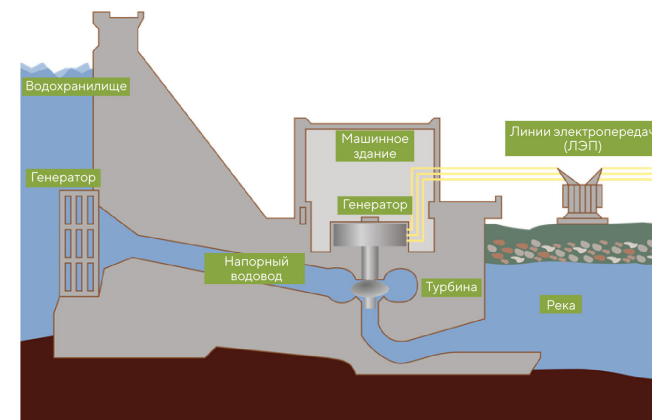 Водохранилище
Генератор
Напорный
водовод
Машинное
здание
Генератор
Турбина
Линии электропередач
(ЛЭП)
Река